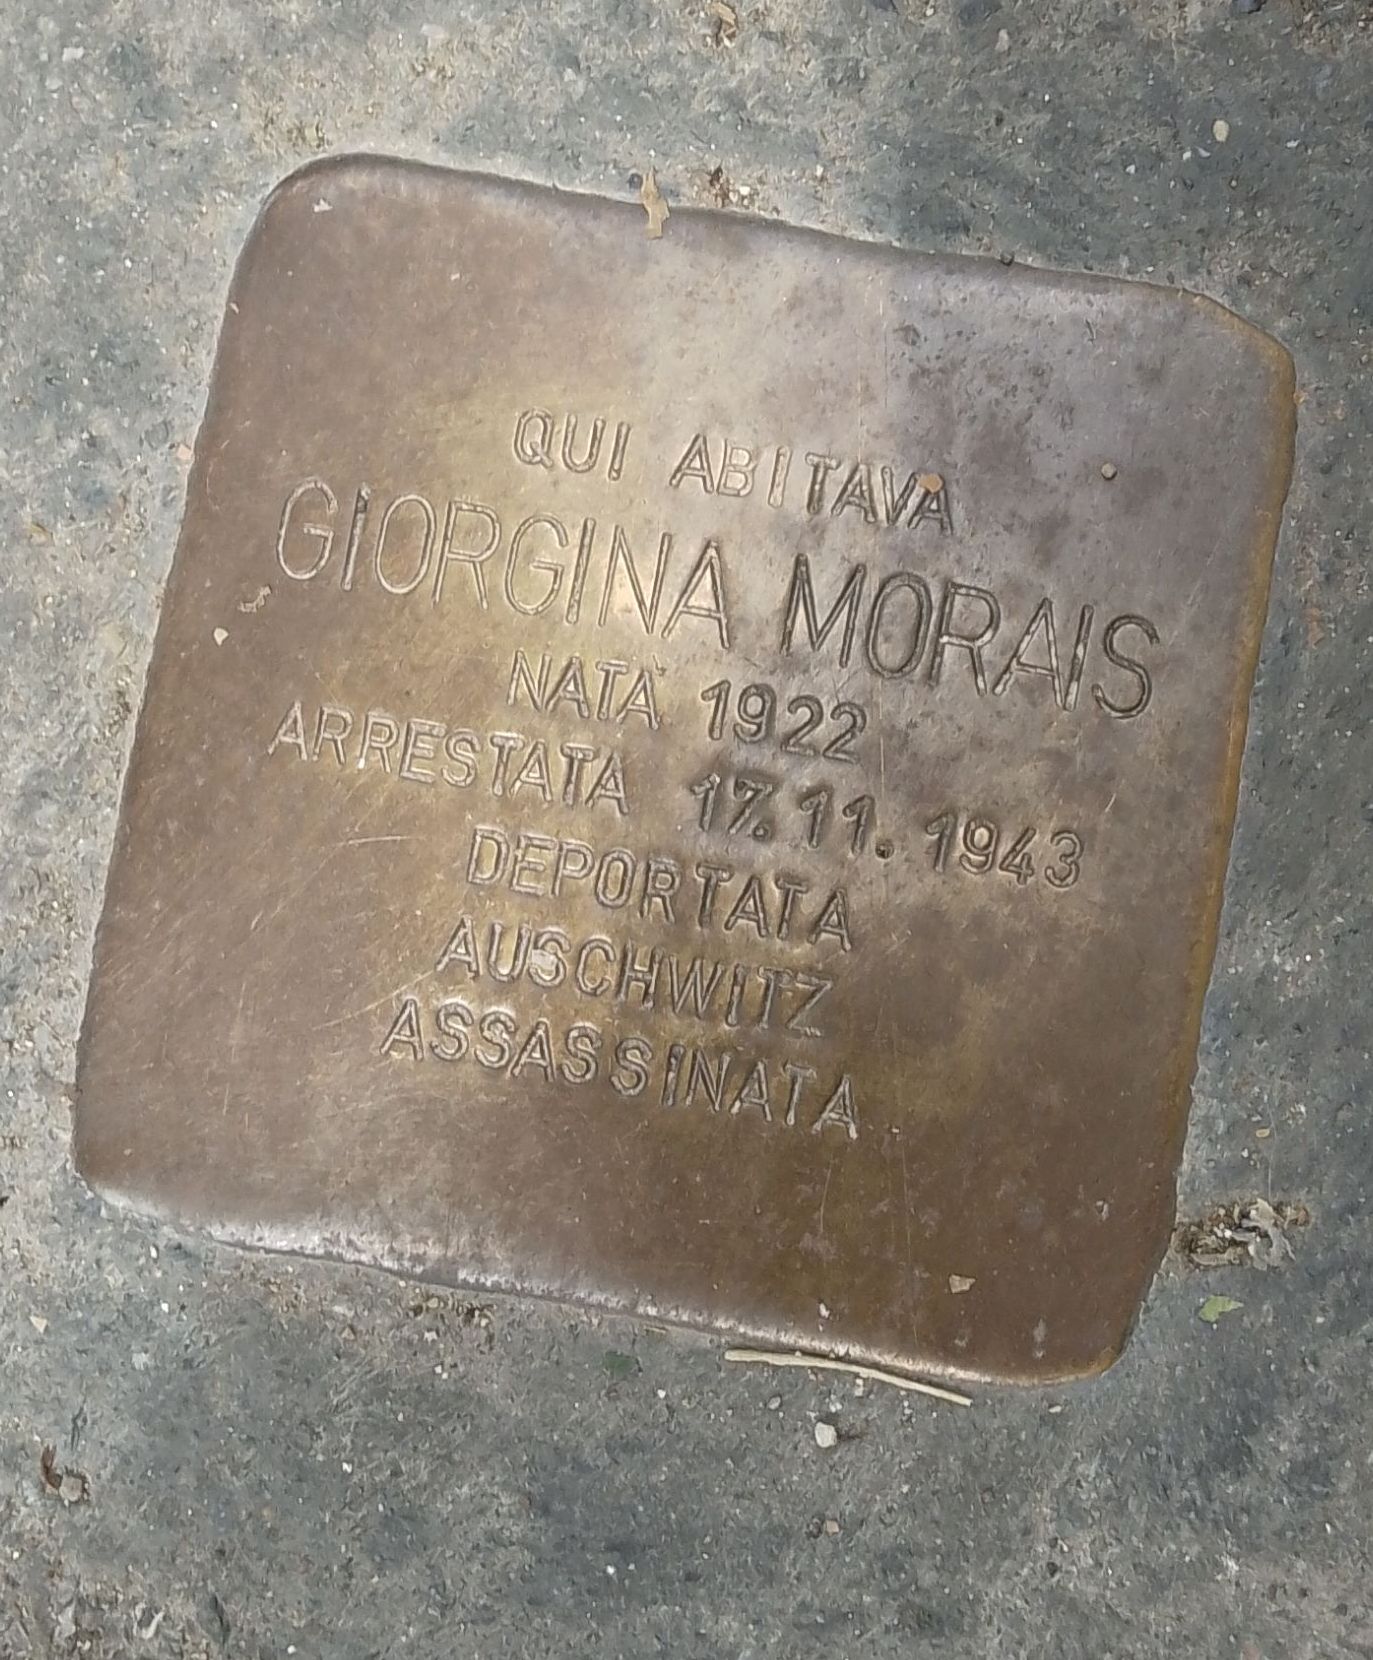 QUI ABITAVA
GIORGINA MORAIS
NATA 1922
ARRESTATA 17.11.1943
DEPORTATA
AUSCHWITZ
ASSASSINATA